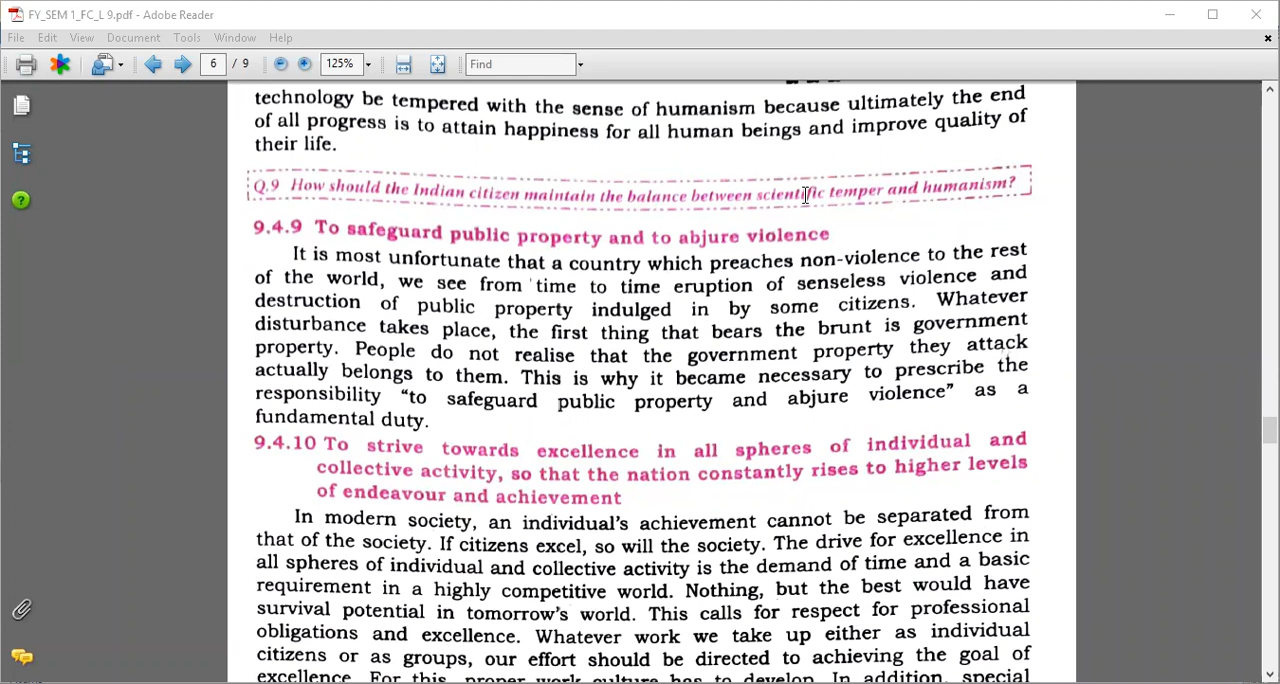 FY_SEM 1_FC_L 9.pdf - Adobe Reader
File Edit View Document Tools Window Help
6 / 9 125% Find
technology be tempered with the sense of humanism because ultimately the end
of all progress is to attain happiness for all human beings and improve quality of
their life.
Q.9 How should the Indian citizen maintain the balance between scientific temper and humanism?
9.4.9 To safeguard public property and to abjure violence
It is most unfortunate that a country which preaches non-violence to the rest
of the world, we see from time to time eruption of senseless violence and
destruction of public property indulged in by some citizens. Whatever
disturbance takes place, the first thing that bears the brunt is government
property. People do not realise that the government property they attack
actually belongs to them. This is why it became necessary to prescribe the
responsibility "to safeguard public property and abjure violence" as a
fundamental duty.
9.4.10 To strive towards excellence in all spheres of individual and
collective activity, so that the nation constantly rises to higher levels
of endeavour and achievement
In modern society, an individual's achievement cannot be separated from
that of the society. If citizens excel, so will the society. The drive for excellence in
all spheres of individual and collective activity is the demand of time and a basic
requirement in a highly competitive world. Nothing, but the best would have
survival potential in tomorrow's world. This calls for respect for professional
obligations and excellence. Whatever work we take up either as individual
citizens or as groups, our effort should be directed to achieving the goal of
excellence. For this, proper work culture has to develop. In addition, special